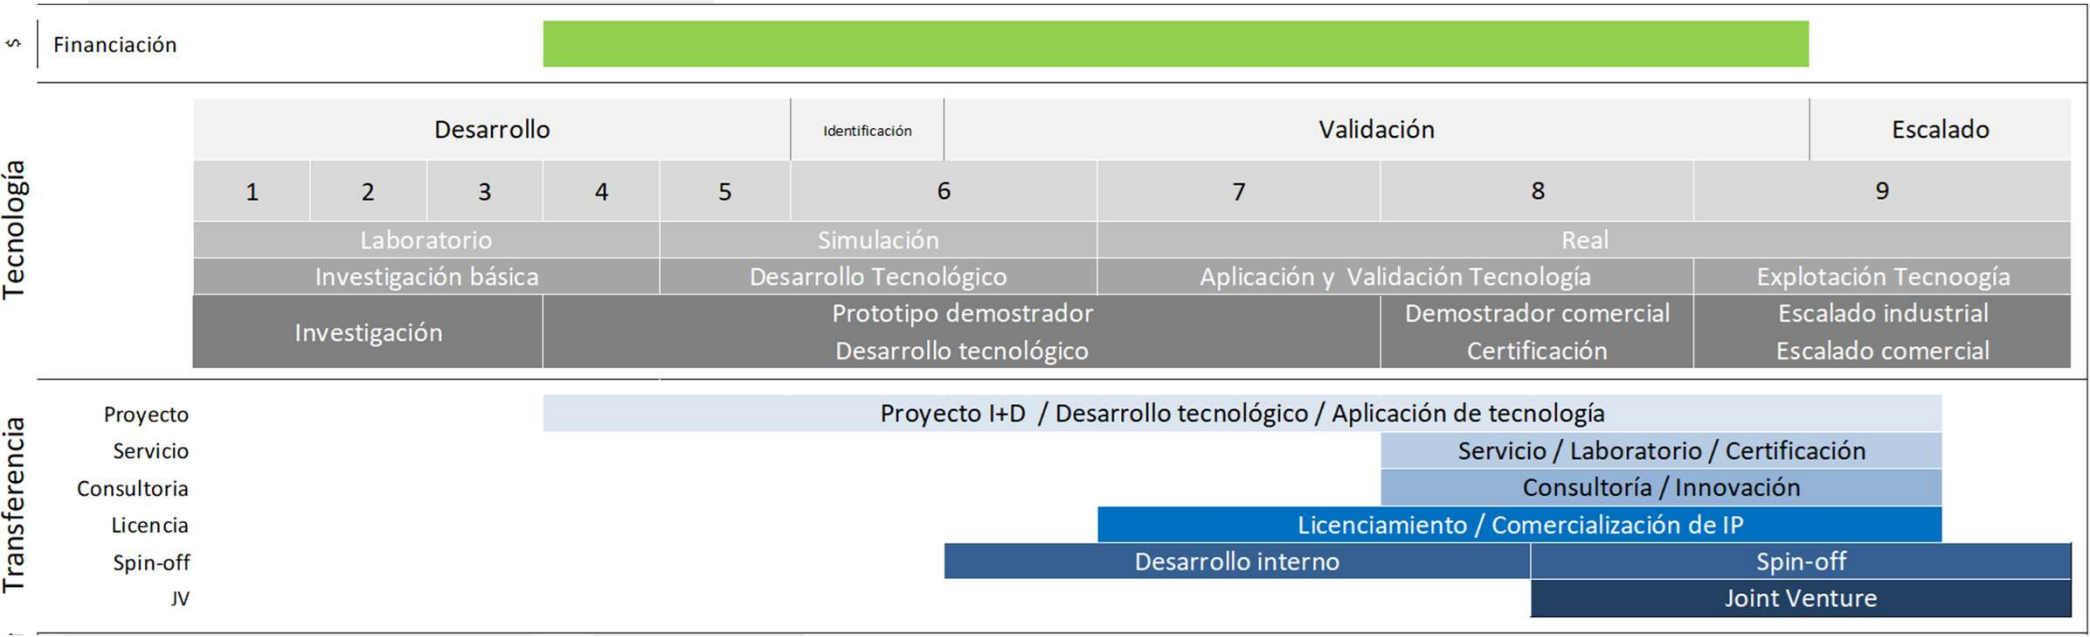 $
Financiación
Tecnología
Desarrollo
Identificación
Validación
Escalado
1 2 3 4 5 6 7 8 9
Laboratorio
Simulación
Real
Investigación básica
Desarrollo Tecnológico
Aplicación y Validación Tecnología
Explotación Tecnoogía
Investigación
Prototipo demostrador
Desarrollo tecnológico
Demostrador comercial
Certificación
Escalado industrial
Escalado comercial
Transferencia
Proyecto
Proyecto I+D / Desarrollo tecnológico / Aplicación de tecnología
Servicio
Servicio / Laboratorio / Certificación
Consultoria
Consultoría / Innovación
Licencia
Licenciamiento / Comercialización de IP
Spin-off
Desarrollo interno
Spin-off
JV
Joint Venture